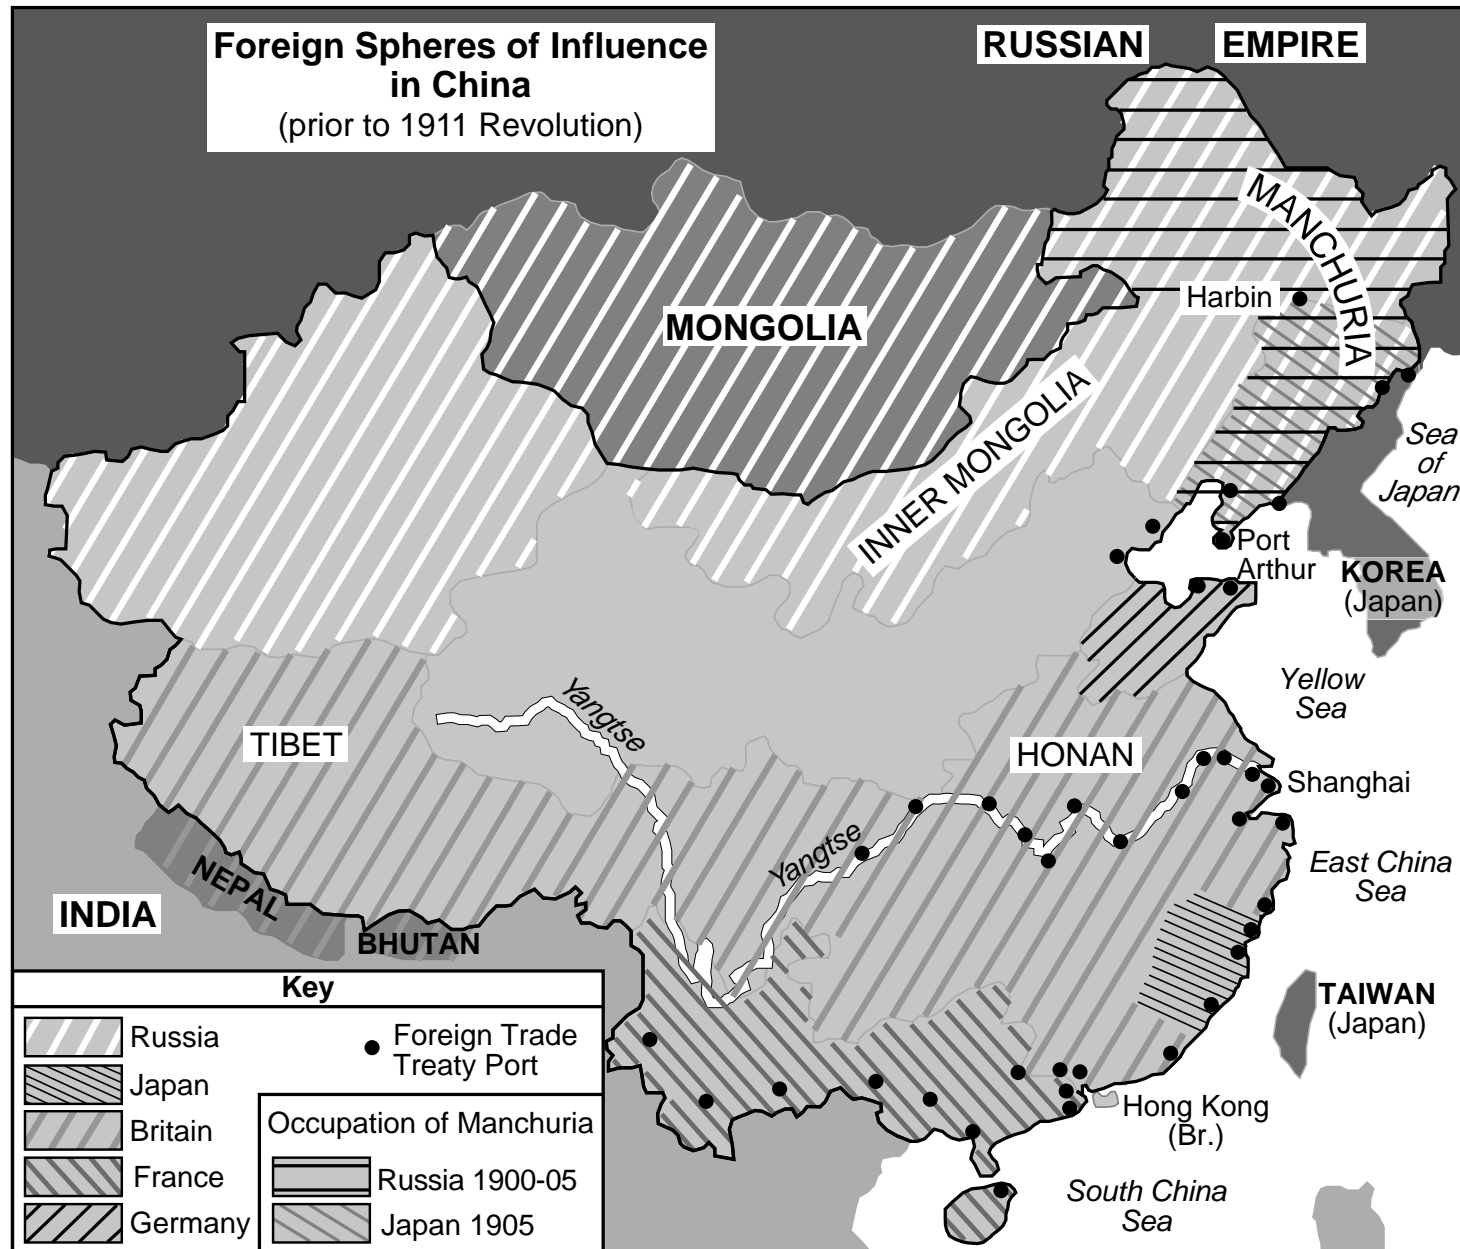 Foreign Spheres of Influence
in China
(prior to 1911 Revolution)
RUSSIAN EMPIRE
MANCHURIA
Harbin
MONGOLIA
INNER MONGOLIA
Sea
of
Japan
Port
Arthur
KOREA
(Japan)
Yellow
Sea
Yangtse
TIBET
HONAN
Shanghai
Yangtse
East China
Sea
NEPAL
INDIA
BHUTAN
TAIWAN
(Japan)
Hong Kong
(Br.)
South China
Sea
Key
Russia
Japan
Britain
France
Germany
Foreign Trade
Treaty Port
Occupation of Manchuria
Russia 1900-05
Japan 1905